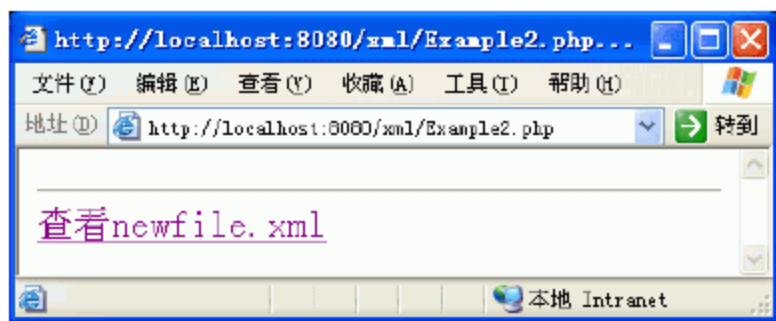 http://localhost:8080/xml/Example2.php...
文件(F) 编辑(E) 查看(V) 收藏(A) 工具(T) 帮助(H)
地址(D) http://localhost:8080/xml/Example2.php 转到
查看newfile.xml
本地 Intranet